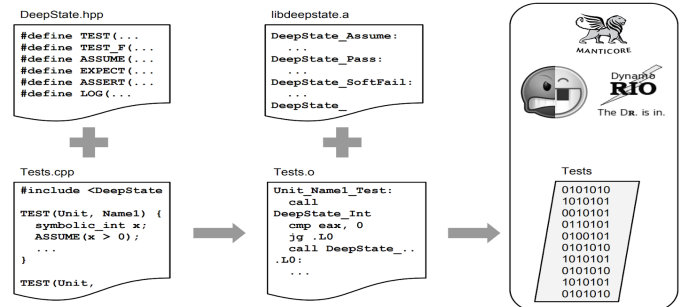 DeepState.hpp
#define TEST(...
#define TEST_F(...
#define ASSUME(...
#define EXPECT(...
#define ASSERT(...
#define LOG(...
libdeepstate.a
DeepState_Assume:
...
DeepState_Pass:
...
DeepState_SoftFail:
...
DeepState_
MANTICORE
Dynamo
RIO
The DR. is in.
Tests.cpp
#include <DeepState
TEST(Unit, Name1) {
symbolic_int x;
ASSUME(x > 0);
...
}
TEST(Unit,
Tests.o
Unit_Name1_Test:
call
DeepState_Int
cmp eax, 0
jg .L0
call DeepState_..
.L0:
...
Tests
0101010
1010101
0010101
0110101
0100101
0101010
1010101
0101010
1010101
0101010